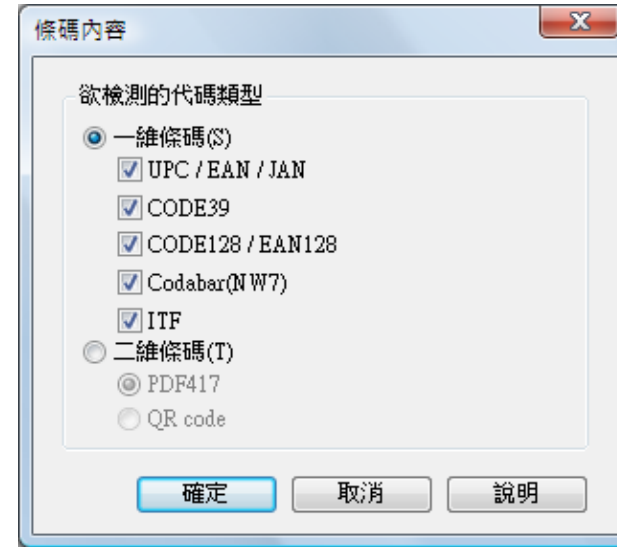 條碼內容
欲檢測的代碼類型
一維條碼(S)
UPC / EAN / JAN
CODE39
CODE128 / EAN128
Codabar(NW7)
ITF
二維條碼(T)
PDF417
QR code
確定 取消 說明